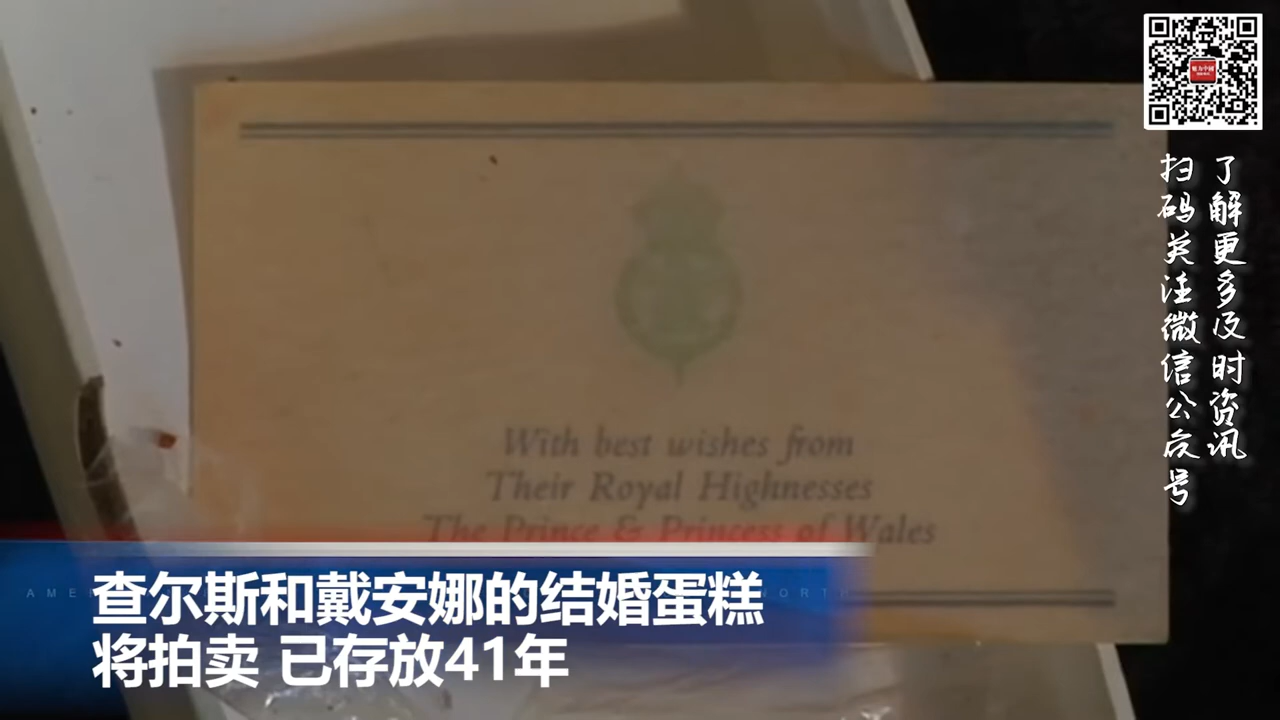 With best wishes from
Their Royal Highnesses
The Prince & Princess of Wales
查尔斯和戴安娜的结婚蛋糕
将拍卖 已存放41年
了解更多及时资讯
扫码关注微信公众号